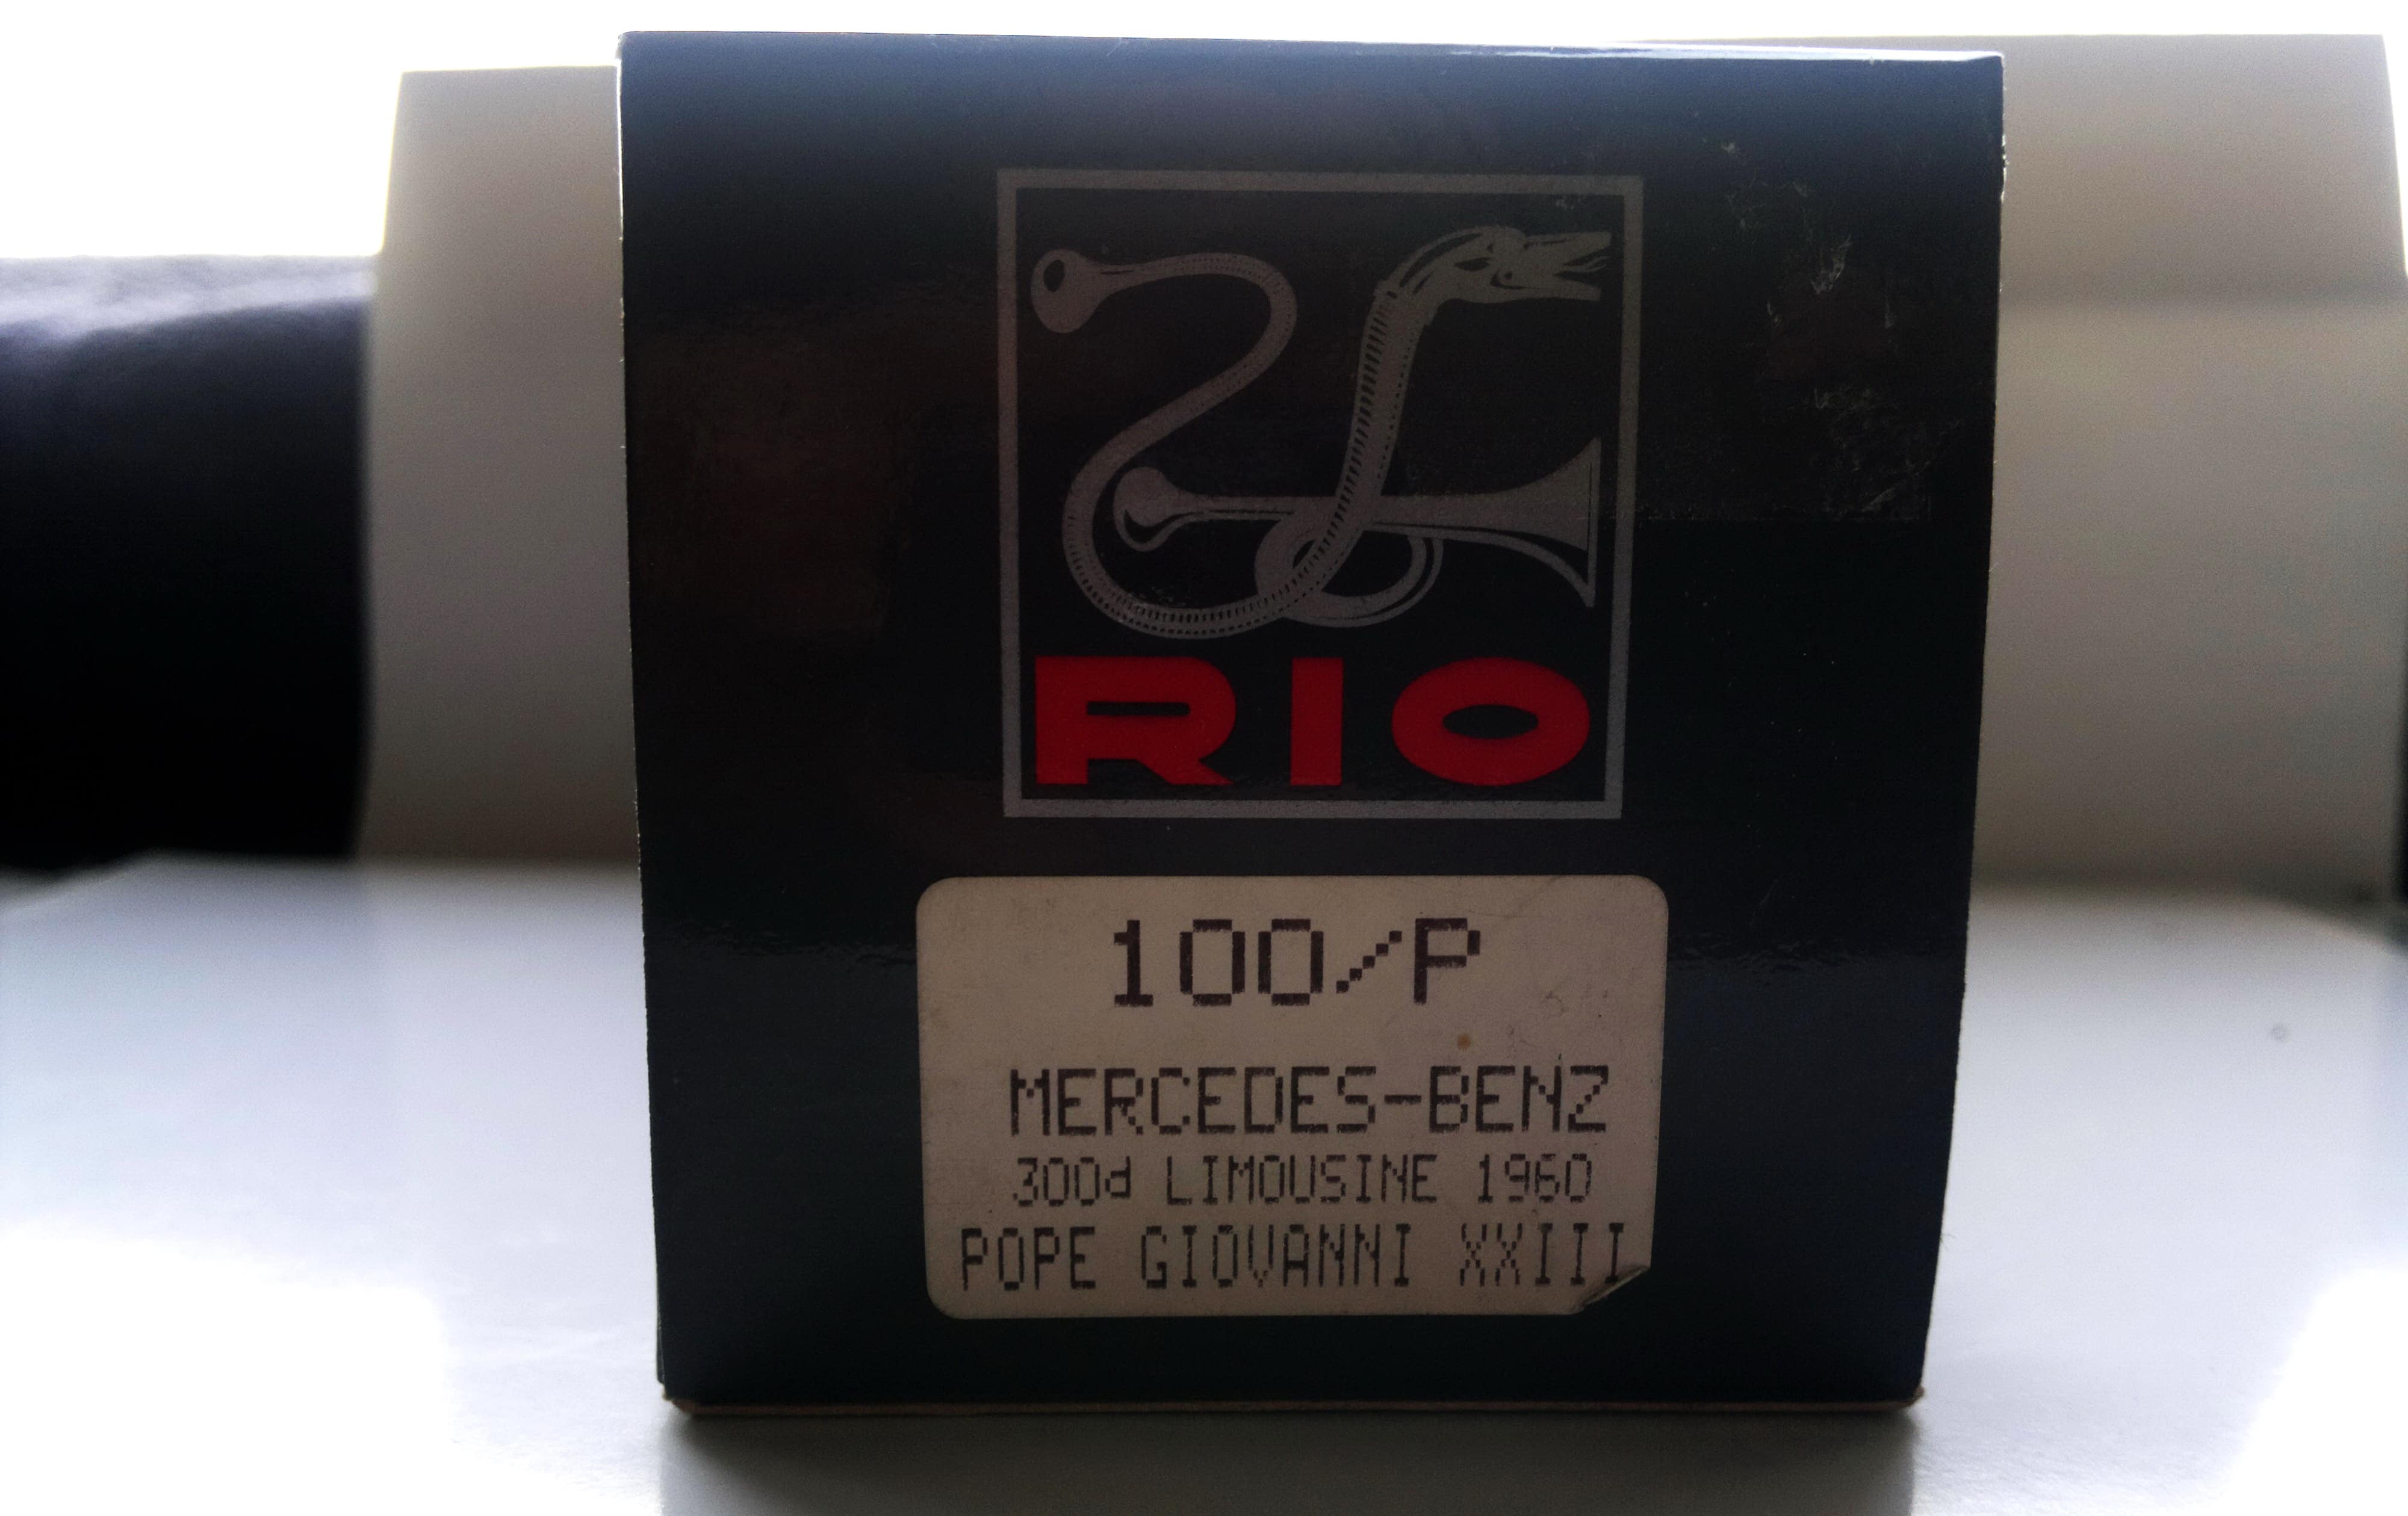 RIO
100/P
MERCEDES-BENZ
300d LIMOUSINE 1960
POPE GIOVANNI XXIII